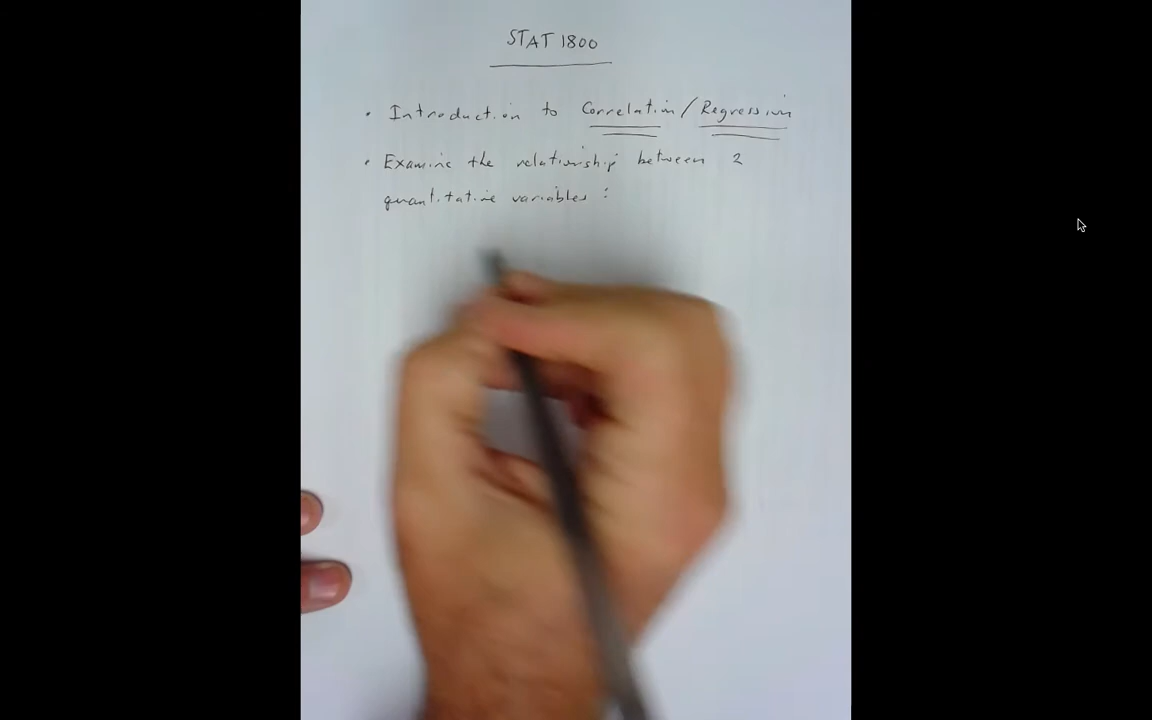 STAT 1800
• Introduction to Correlation/Regression
• Examine the relationship between 2
quantitative variables :